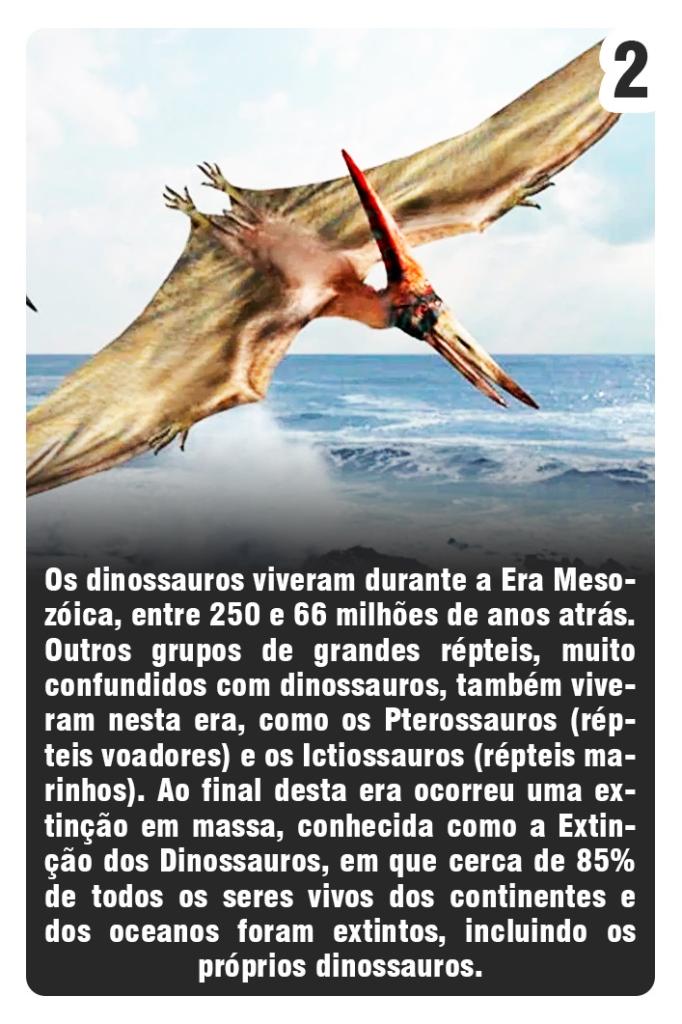 2
Os dinossauros viveram durante a Era Meso-
zóica, entre 250 e 66 milhões de anos atrás.
Outros grupos de grandes répteis, muito
confundidos com dinossauros, também vive-
ram nesta era, como os Pterossauros (rép-
teis voadores) e os Ictiossauros (répteis ma-
rinhos). Ao final desta era ocorreu uma ex-
tinção em massa, conhecida como a Extin-
ção dos Dinossauros, em que cerca de 85%
de todos os seres vivos dos continentes e
dos oceanos foram extintos, incluindo os
próprios dinossauros.